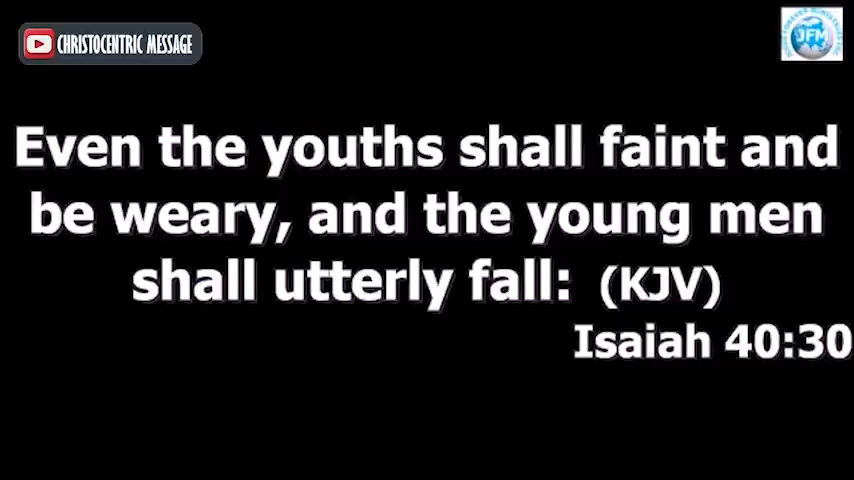 CHRISTOCENTRIC MESSAGE
JFM
Even the youths shall faint and
be weary, and the young men
shall utterly fall: (KJV)
Isaiah 40:30